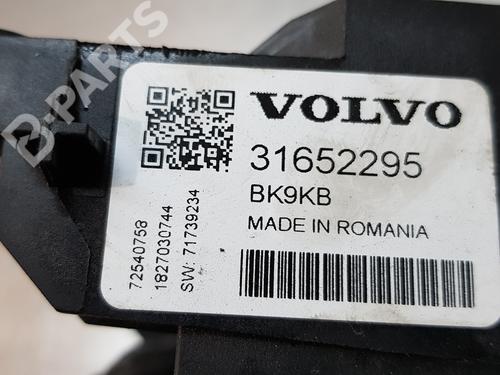 B-PARTS
VOLVO
31652295
BK9KB
MADE IN ROMANIA
72540758
1827030744
SW: 71739234